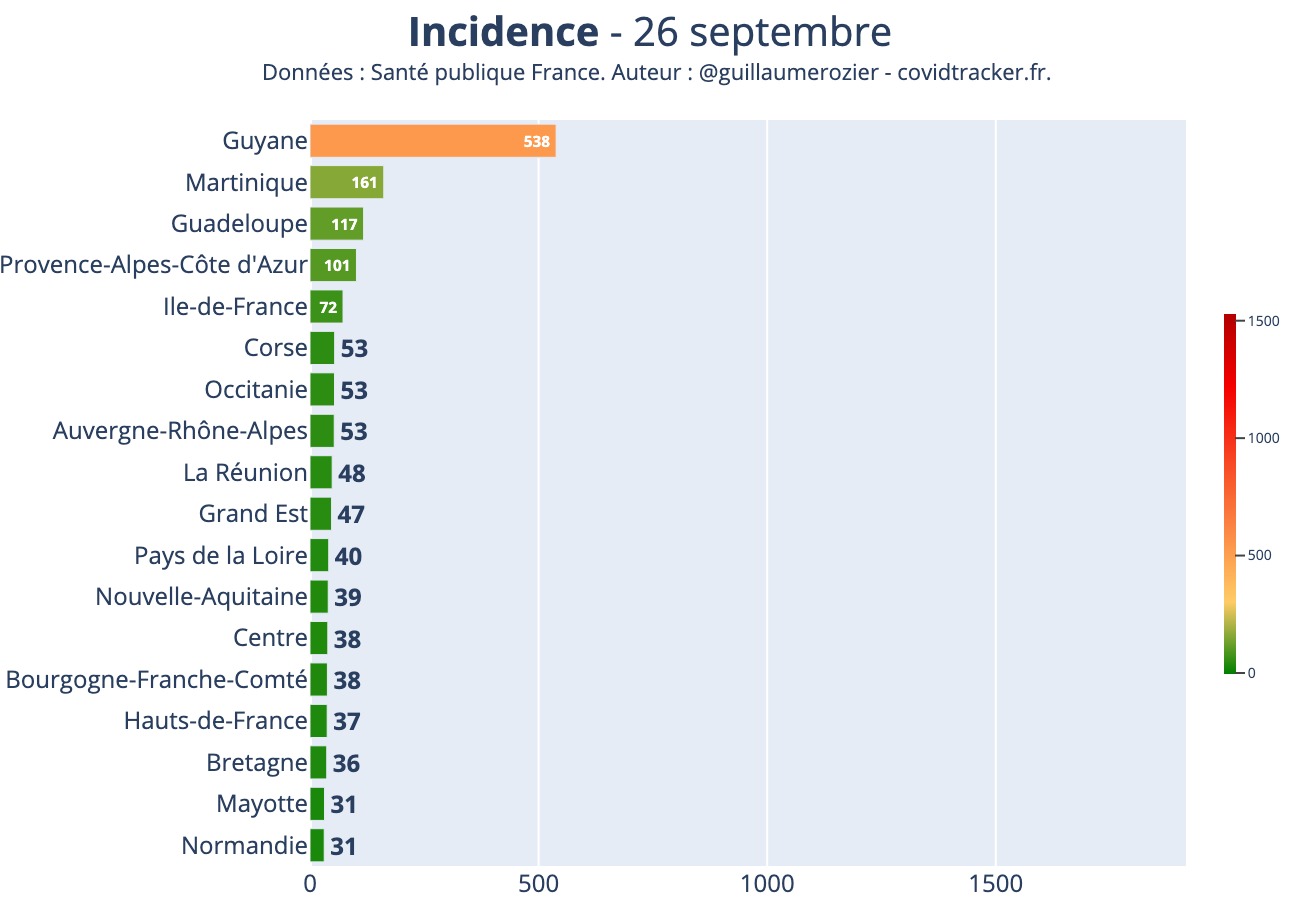 Incidence - 26 septembre
Données : Santé publique France. Auteur : @guillaumerozier - covidtracker.fr.
Guyane 538
Martinique 161
Guadeloupe 117
Provence-Alpes-Côte d'Azur 101
Ile-de-France 72
Corse 53
Occitanie 53
Auvergne-Rhône-Alpes 53
La Réunion 48
Grand Est 47
Pays de la Loire 40
Nouvelle-Aquitaine 39
Centre 38
Bourgogne-Franche-Comté 38
Hauts-de-France 37
Bretagne 36
Mayotte 31
Normandie 31
0 500 1000 1500
1500
1000
500
0